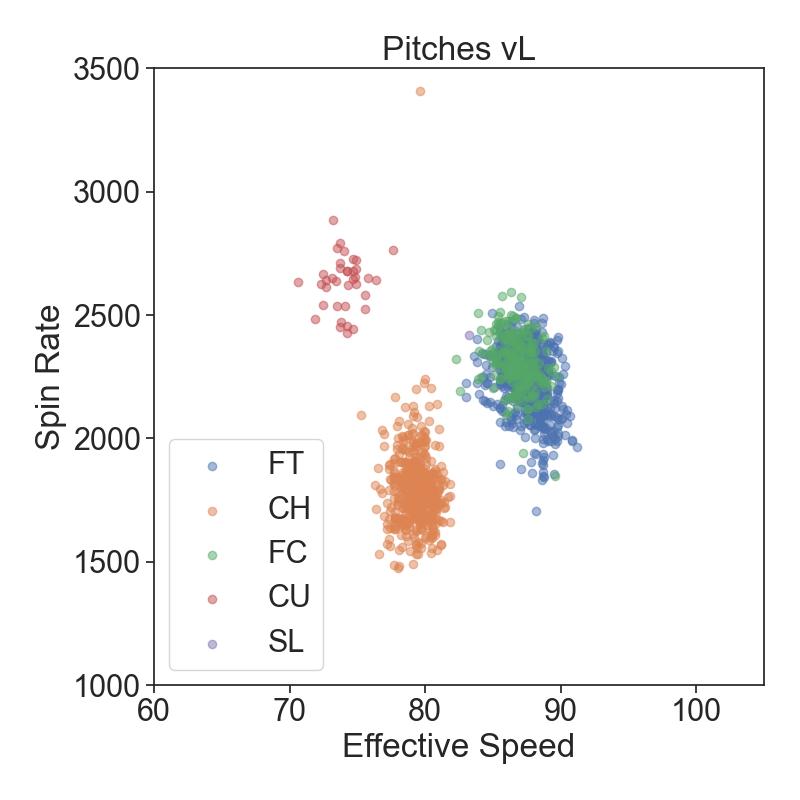 Pitches vL
3500
3000
2500
2000
1500
1000
Spin Rate
FT
CH
FC
CU
SL
60 70 80 90 100
Effective Speed